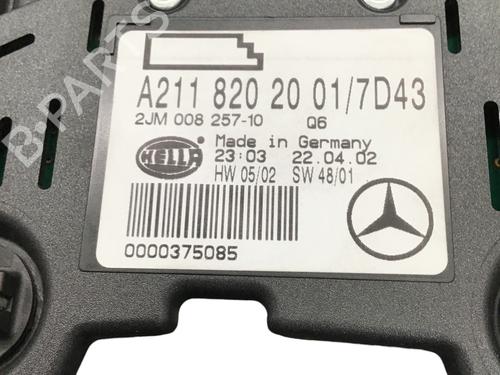 A211 820 20 01/7D43
2JM 008 257-10 Q6
HELLA
Made in Germany
23:03 22.04.02
HW 05/02 SW 48/01
0000375085
B-PARTS